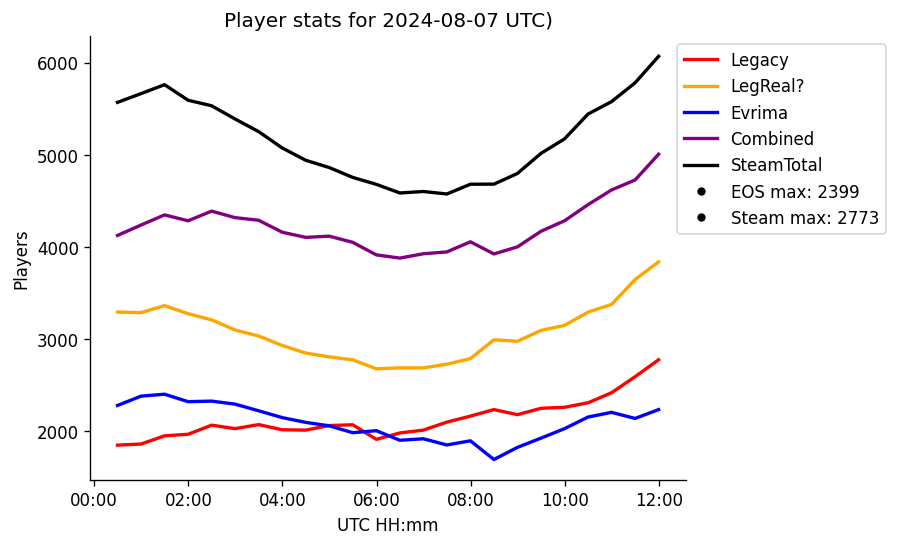 Player stats for 2024-08-07 UTC)
6000
5000
4000
3000
2000
Players
00:00 02:00 04:00 06:00 08:00 10:00 12:00
UTC HH:mm
Legacy
LegReal?
Evrima
Combined
SteamTotal
EOS max: 2399
Steam max: 2773